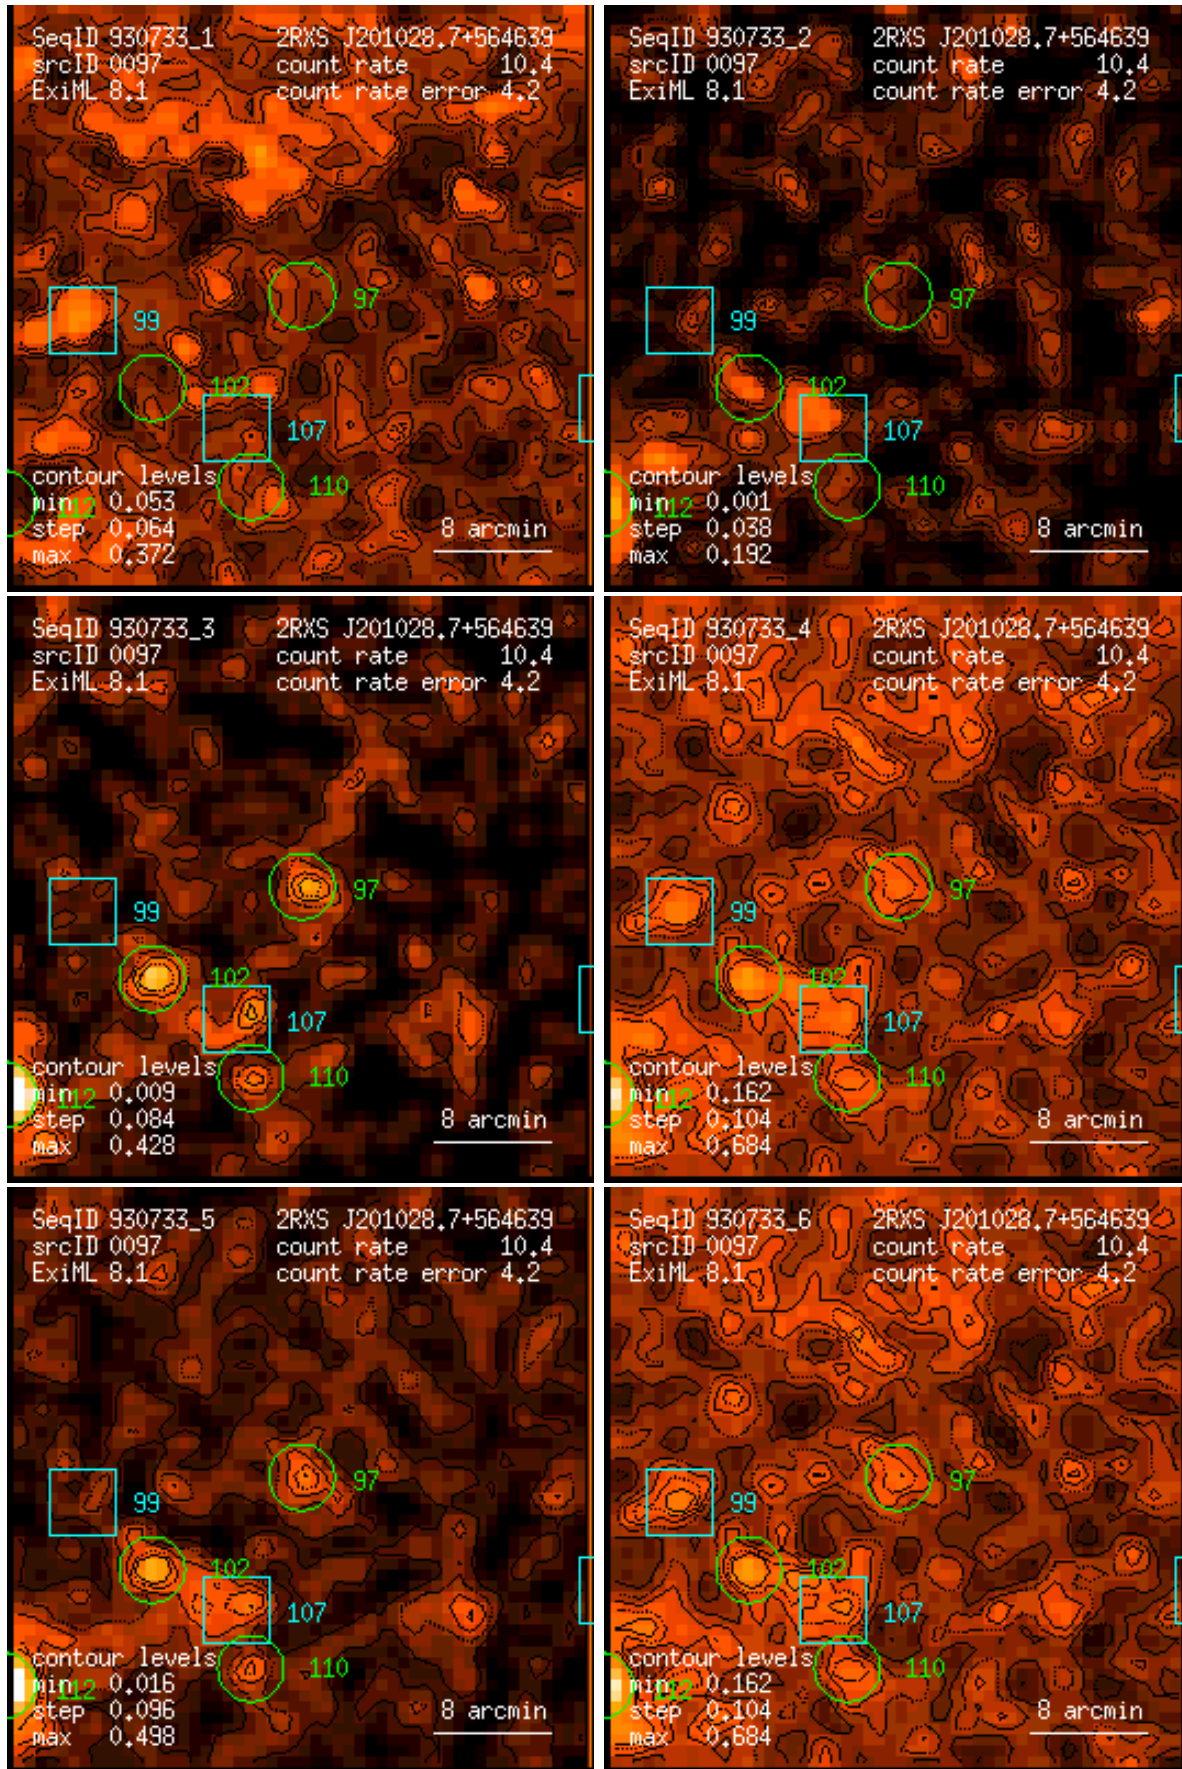 SeqID 930733_1 2RXS J201028.7+564639
srcID 0097 count rate 10.4
ExiML 8.1 count rate error 4.2
97
99
102
107
contour levels
110
min 0.053
112
step 0.064 8 arcmin
max 0.372
SeqID 930733_2 2RXS J201028.7+564639
srcID 0097 count rate 10.4
ExiML 8.1 count rate error 4.2
97
99
102
107
contour levels
110
min 0.001
112
step 0.038 8 arcmin
max 0.192
SeqID 930733_3 2RXS J201028.7+564639
srcID 0097 count rate 10.4
ExiML 8.1 count rate error 4.2
97
99
102
107
contour levels
110
min 0.009
112
step 0.084 8 arcmin
max 0.428
SeqID 930733_4 2RXS J201028.7+564639
srcID 0097 count rate 10.4
ExiML 8.1 count rate error 4.2
97
99
102
107
contour levels
110
min 0.162
112
step 0.104 8 arcmin
max 0.684
SeqID 930733_5 2RXS J201028.7+564639
srcID 0097 count rate 10.4
ExiML 8.1 count rate error 4.2
97
99
102
107
contour levels
110
min 0.016
112
step 0.096 8 arcmin
max 0.498
SeqID 930733_6 2RXS J201028.7+564639
srcID 0097 count rate 10.4
ExiML 8.1 count rate error 4.2
97
99
102
107
contour levels
110
min 0.162
112
step 0.104 8 arcmin
max 0.684